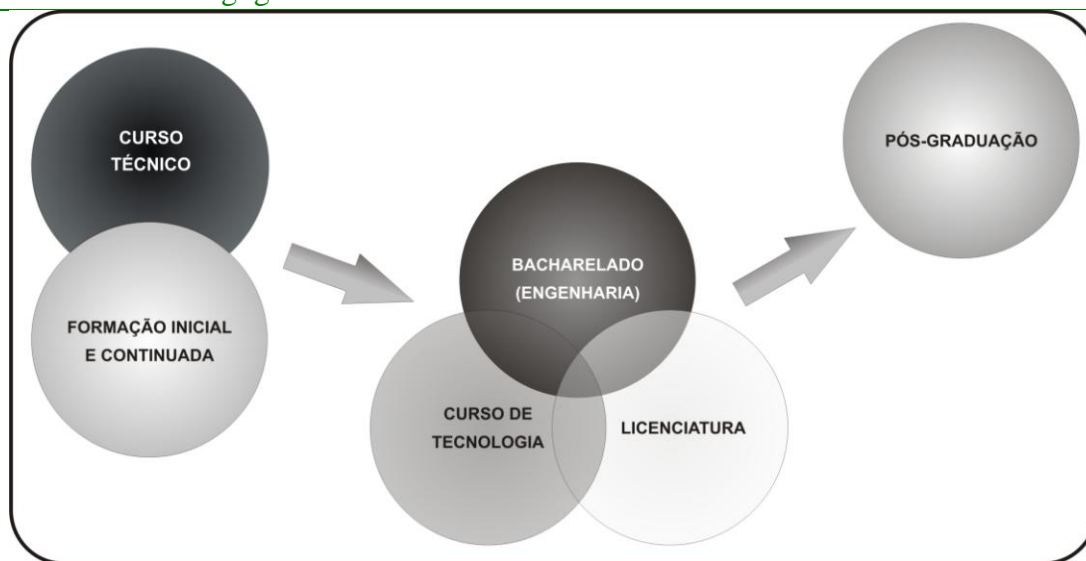 CURSO
TÉCNICO
FORMAÇÃO INICIAL
E CONTINUADA
BACHARELADO
(ENGENHARIA)
CURSO DE
TECNOLOGIA
LICENCIATURA
PÓS-GRADUAÇÃO